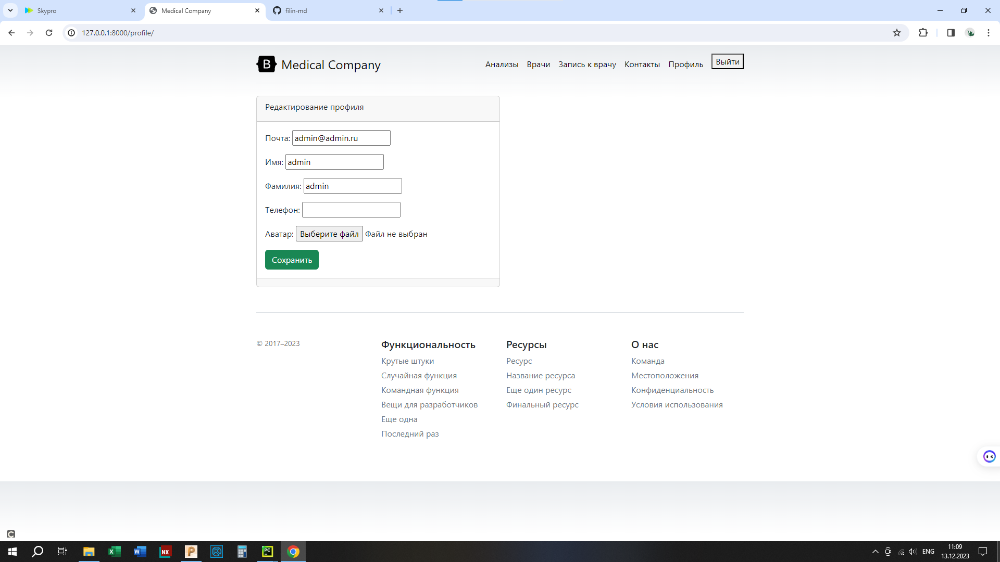 Skypro
Medical Company
filin-md
127.0.0.1:8000/profile/
B Medical Company
Анализы Врачи Запись к врачу Контакты Профиль Выйти
Редактирование профиля
Почта: admin@admin.ru
Имя: admin
Фамилия: admin
Телефон:
Аватар: Выберите файл Файл не выбран
Сохранить
© 2017–2023
Функциональность
Крутые штуки
Случайная функция
Командная функция
Вещи для разработчиков
Еще одна
Последний раз
Ресурсы
Ресурс
Название ресурса
Еще один ресурс
Финальный ресурс
О нас
Команда
Местоположения
Конфиденциальность
Условия использования
C
X
W
NX
P
PC
ENG
11:09
13.12.2023